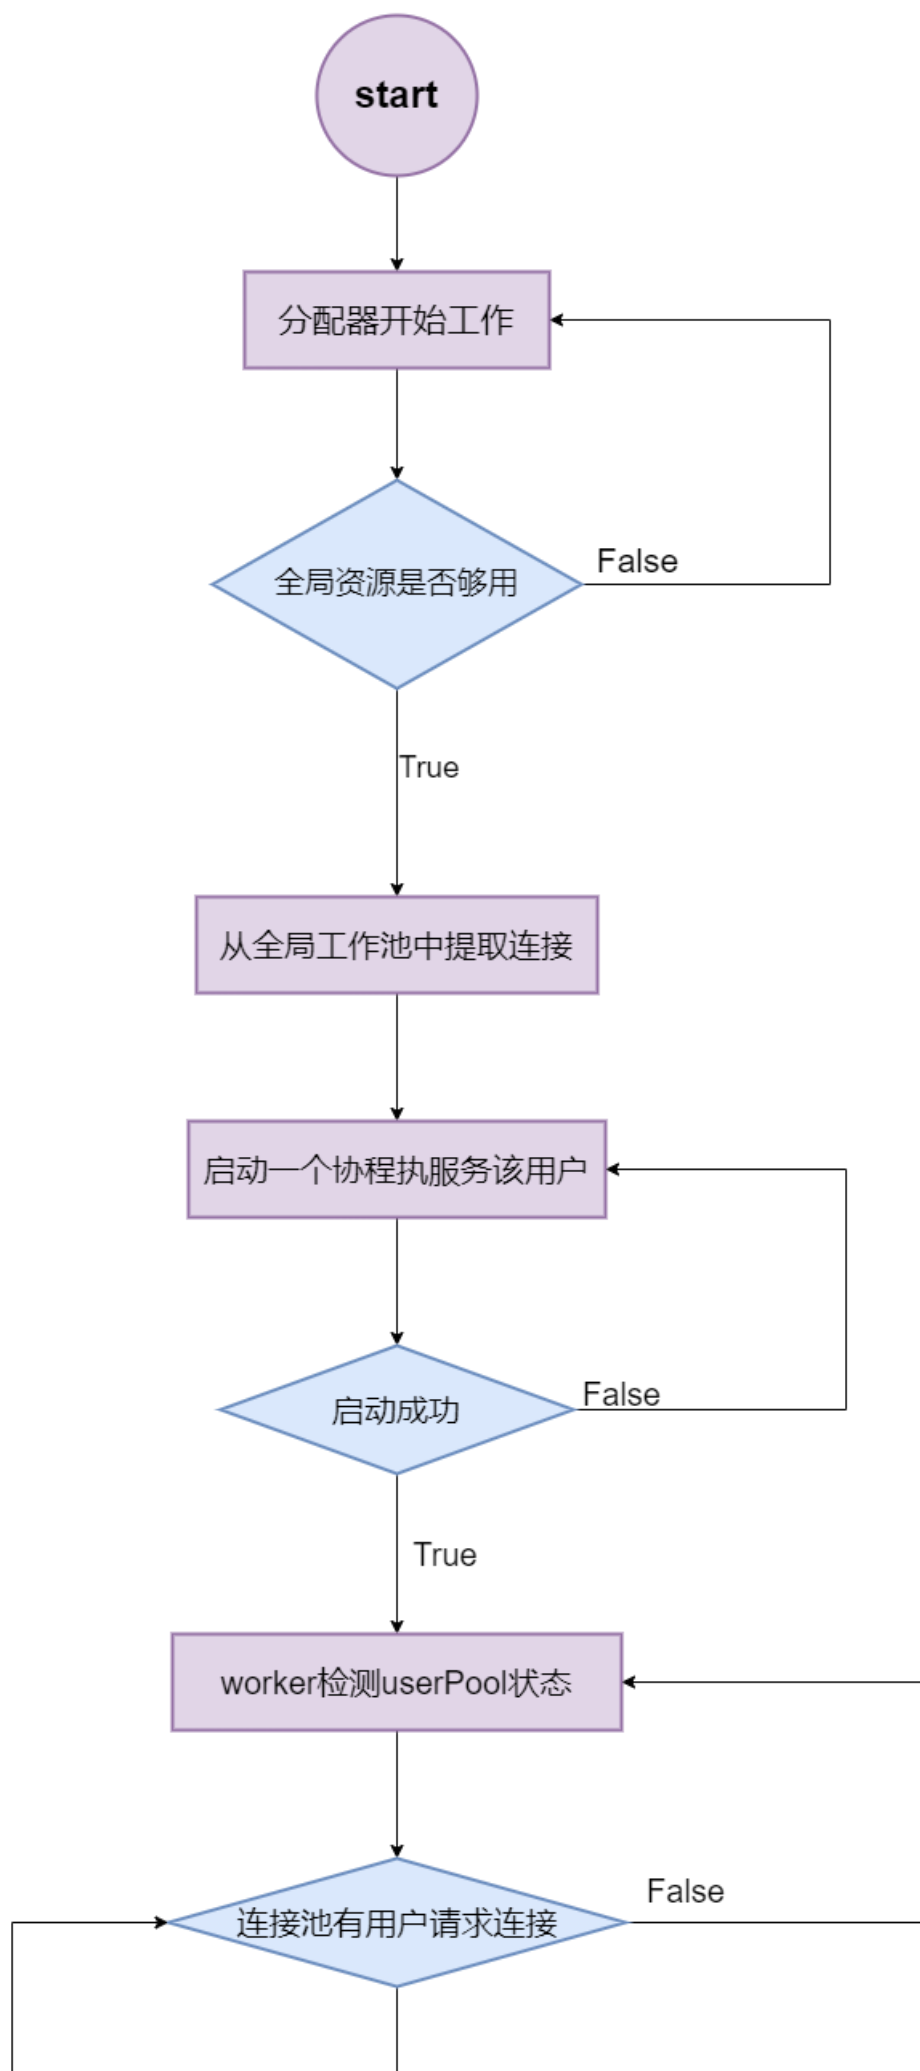 start
分配器开始工作
全局资源是否够用
False
True
从全局工作池中提取连接
启动一个协程执服务该用户
启动成功
False
True
worker检测userPool状态
False
连接池有用户请求连接